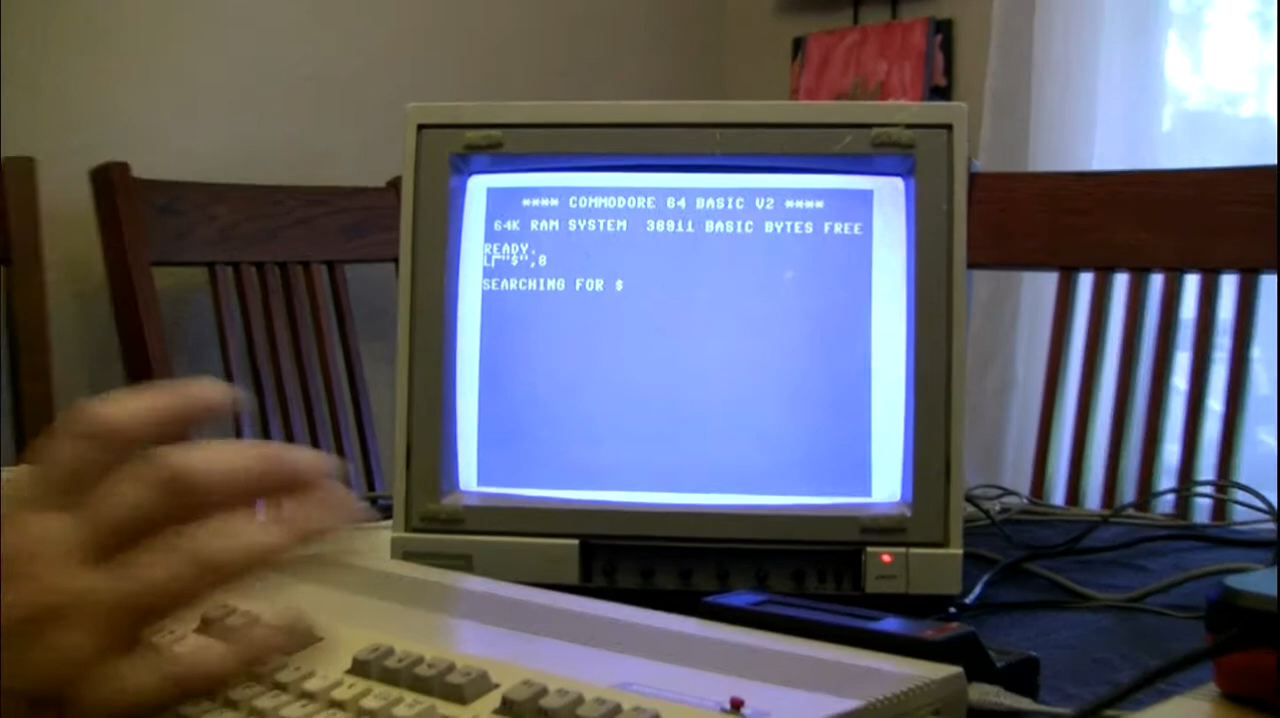 **** COMMODORE 64 BASIC V2 ****
64K RAM SYSTEM 38911 BASIC BYTES FREE
READY.
L┌"$",8
SEARCHING FOR $